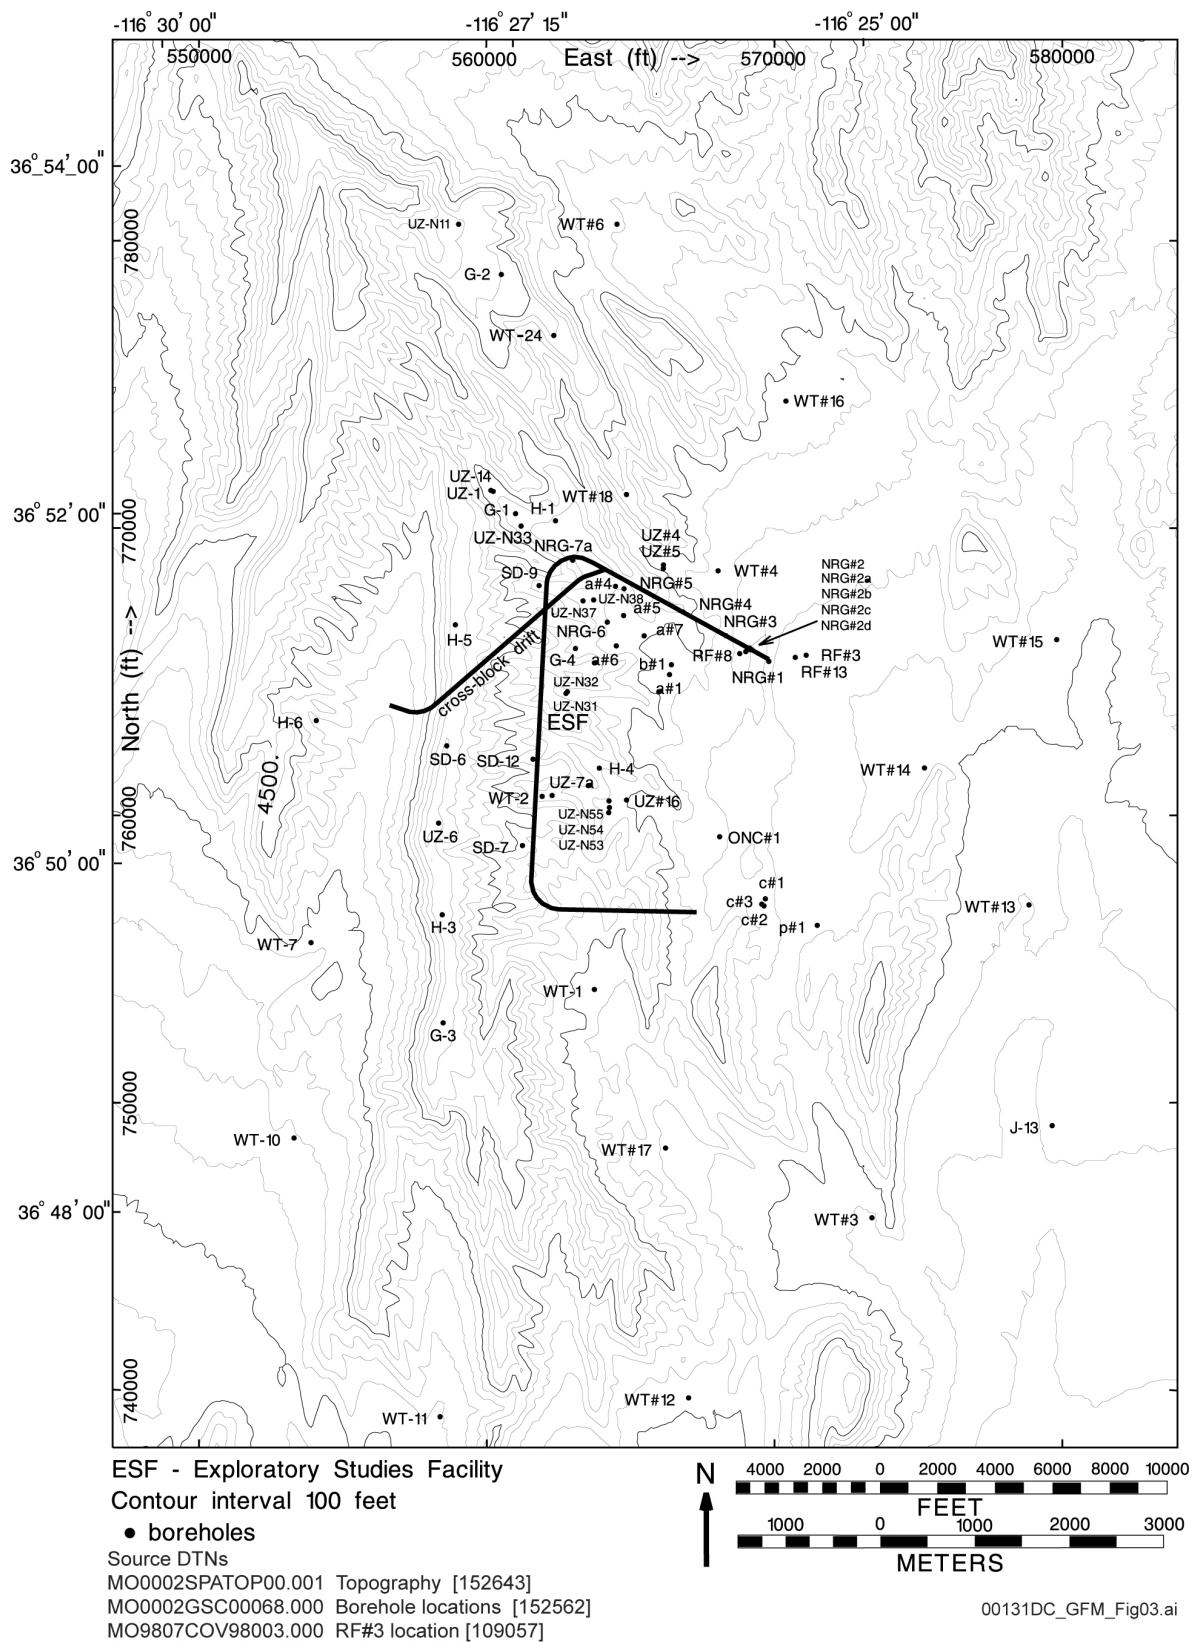 -116° 30' 00"
-116° 27' 15"
-116° 25' 00"
550000
560000
East (ft) -->
570000
580000
36_54' 00"
780000
UZ-N11
WT#6
G-2
WT-24
WT#16
UZ-14
UZ-1
WT#18
G-1
H-1
36° 52' 00"
770000
UZ-N33
UZ#4
UZ#5
NRG-7a
SD-9
a#4
NRG#5
WT#4
NRG#2
NRG#2a
NRG#2b
NRG#2c
NRG#2d
UZ-N38
UZ-N37
a#5
NRG#4
NRG#3
NRG-6
a#7
H-5
WT#15
G-4
a#6
b#1
RF#8
RF#3
RF#13
NRG#1
a#1
cross-block drift
UZ-N32
UZ-N31
ESF
North (ft) -->
H-6
SD-6
SD-12
H-4
WT#14
4500.
UZ-7a
WT-2
UZ#16
760000
UZ-N55
UZ-N54
UZ-N53
UZ-6
SD-7
ONC#1
36° 50' 00"
c#1
c#3
c#2
p#1
WT#13
H-3
WT-7
WT-1
G-3
750000
WT-10
WT#17
J-13
36° 48' 00"
WT#3
740000
WT#12
WT-11
ESF - Exploratory Studies Facility
Contour interval 100 feet
● boreholes
Source DTNs
MO0002SPATOP00.001 Topography [152643]
MO0002GSC00068.000 Borehole locations [152562]
MO9807COV98003.000 RF#3 location [109057]
N
4000 2000 0 2000 4000 6000 8000 10000
FEET
1000 0 1000 2000 3000
METERS
00131DC_GFM_Fig03.ai